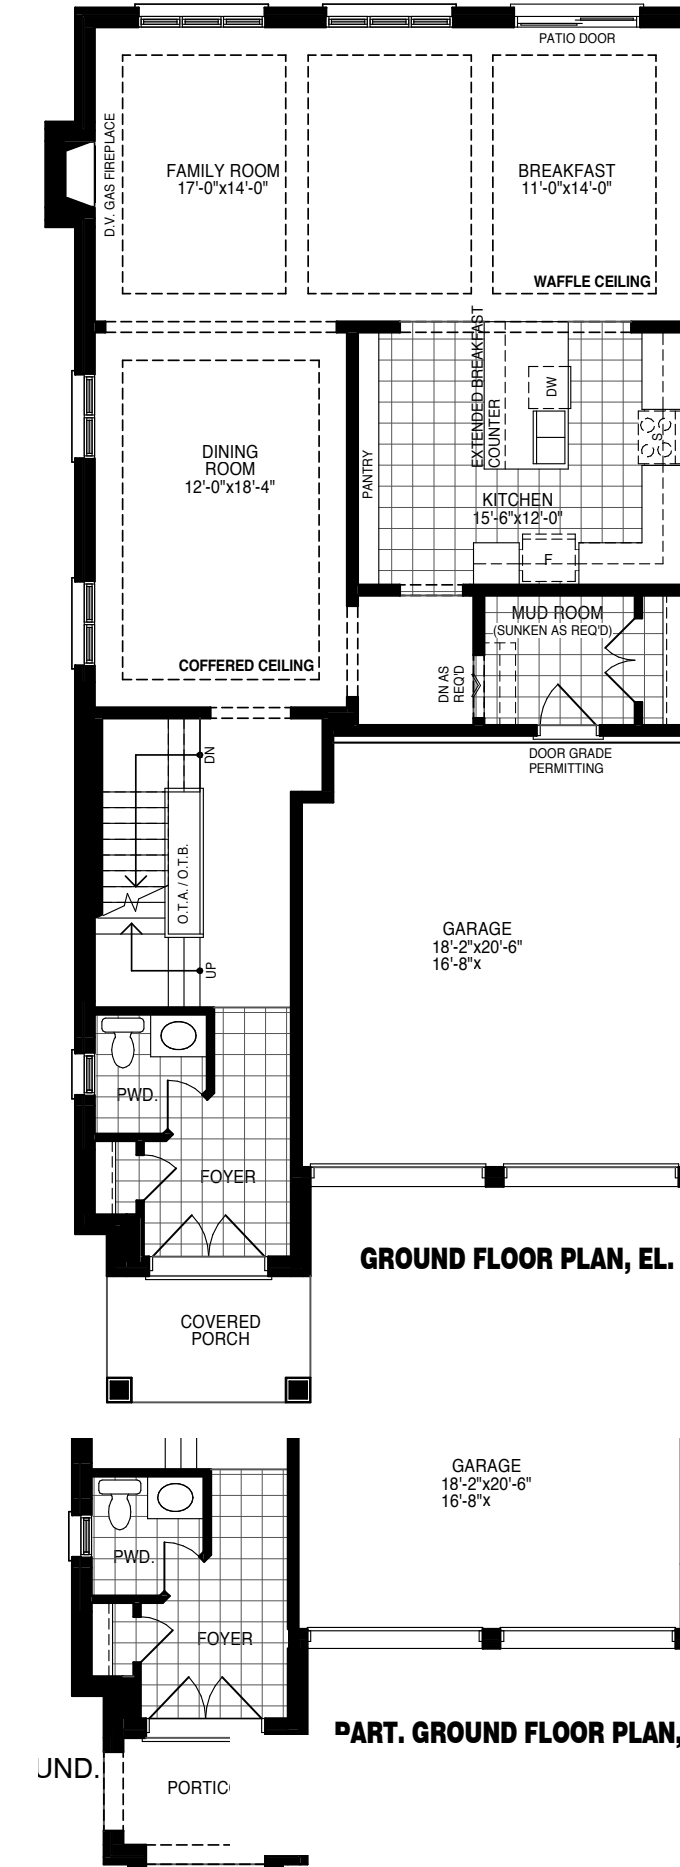 PATIO DOOR
D.V. GAS FIREPLACE
FAMILY ROOM
17'-0"x14'-0"
BREAKFAST
11'-0"x14'-0"
WAFFLE CEILING
EXTENDED BREAKFAST
COUNTER
DW
S
DINING
ROOM
12'-0"x18'-4"
PANTRY
KITCHEN
15'-6"x12'-0"
F
MUD ROOM
(SUNKEN AS REQ'D)
COFFERED CEILING
DN AS
REQ'D
DN
DOOR GRADE
PERMITTING
O.T.A. / O.T.B.
GARAGE
18'-2"x20'-6"
16'-8"x
UP
PWD.
FOYER
GROUND FLOOR PLAN, EL.
COVERED
PORCH
GARAGE
18'-2"x20'-6"
16'-8"x
PWD.
FOYER
PART. GROUND FLOOR PLAN,
UND.
PORTIC